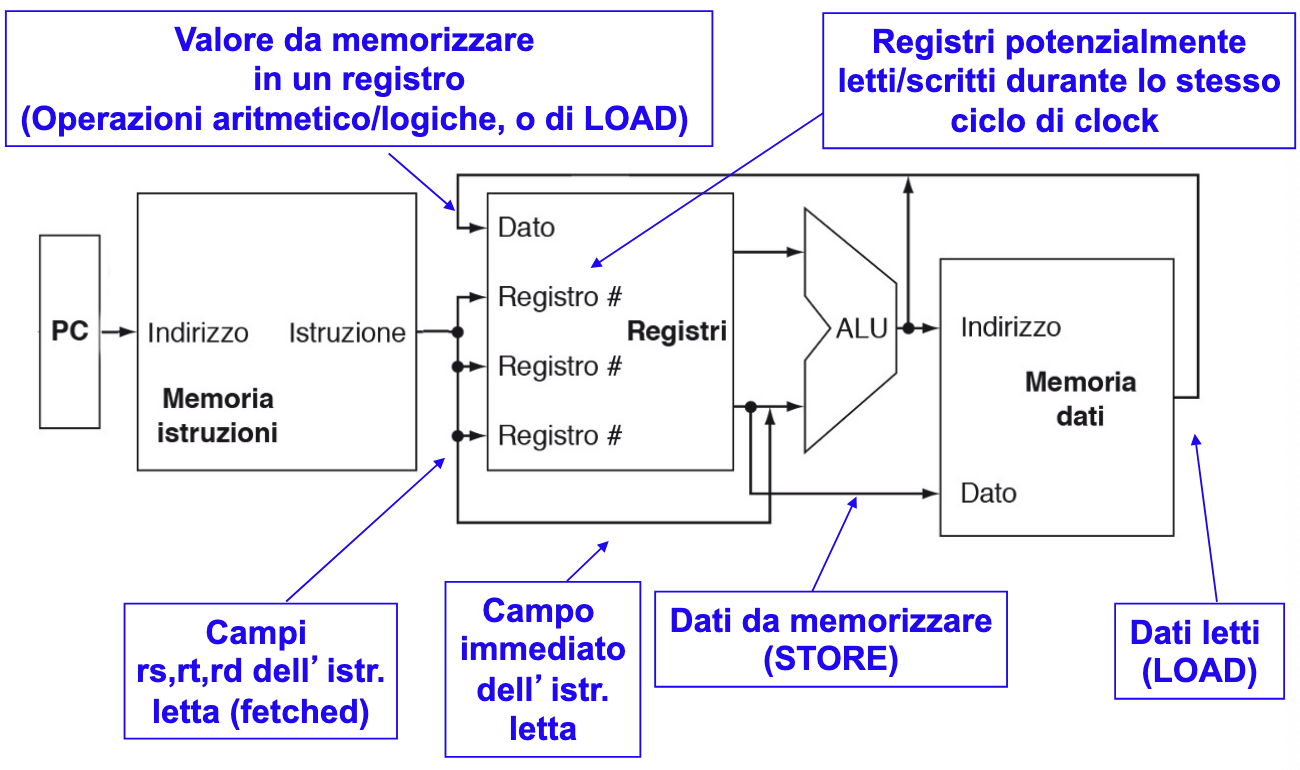 Valore da memorizzare
in un registro
(Operazioni aritmetico/logiche, o di LOAD)
Registri potenzialmente
letti/scritti durante lo stesso
ciclo di clock
PC
Indirizzo
Istruzione
Memoria
istruzioni
Dato
Registro #
Registri
Registro #
Registro #
ALU
Indirizzo
Memoria
dati
Dato
Campi
rs,rt,rd dell’ istr.
letta (fetched)
Campo
immediato
dell’ istr.
letta
Dati da memorizzare
(STORE)
Dati letti
(LOAD)